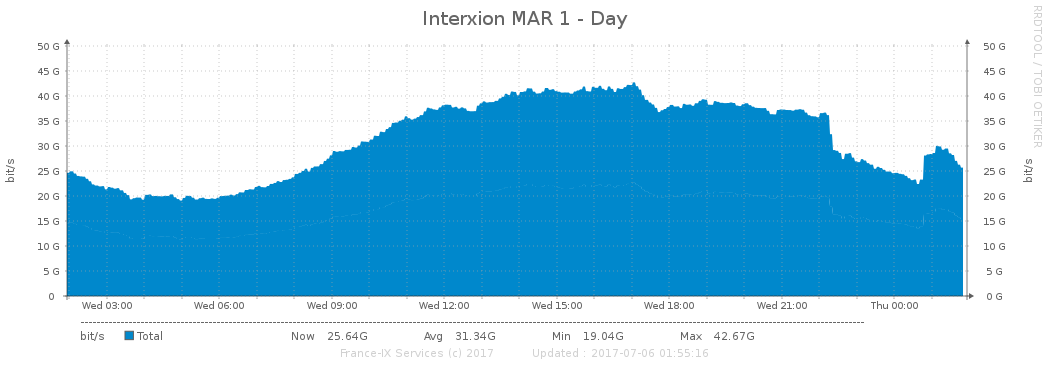 Interxion MAR 1 - Day
RRDTOOL / TOBI OETIKER
bit/s
50 G
45 G
40 G
35 G
30 G
25 G
20 G
15 G
10 G
5 G
0
50 G
45 G
40 G
35 G
30 G
25 G
20 G
15 G
10 G
5 G
0 G
bit/s
Wed 03:00 Wed 06:00 Wed 09:00 Wed 12:00 Wed 15:00 Wed 18:00 Wed 21:00 Thu 00:00
bit/s Total Now 25.64G Avg 31.34G Min 19.04G Max 42.67G
France-IX Services (c) 2017 Updated : 2017-07-06 01:55:16